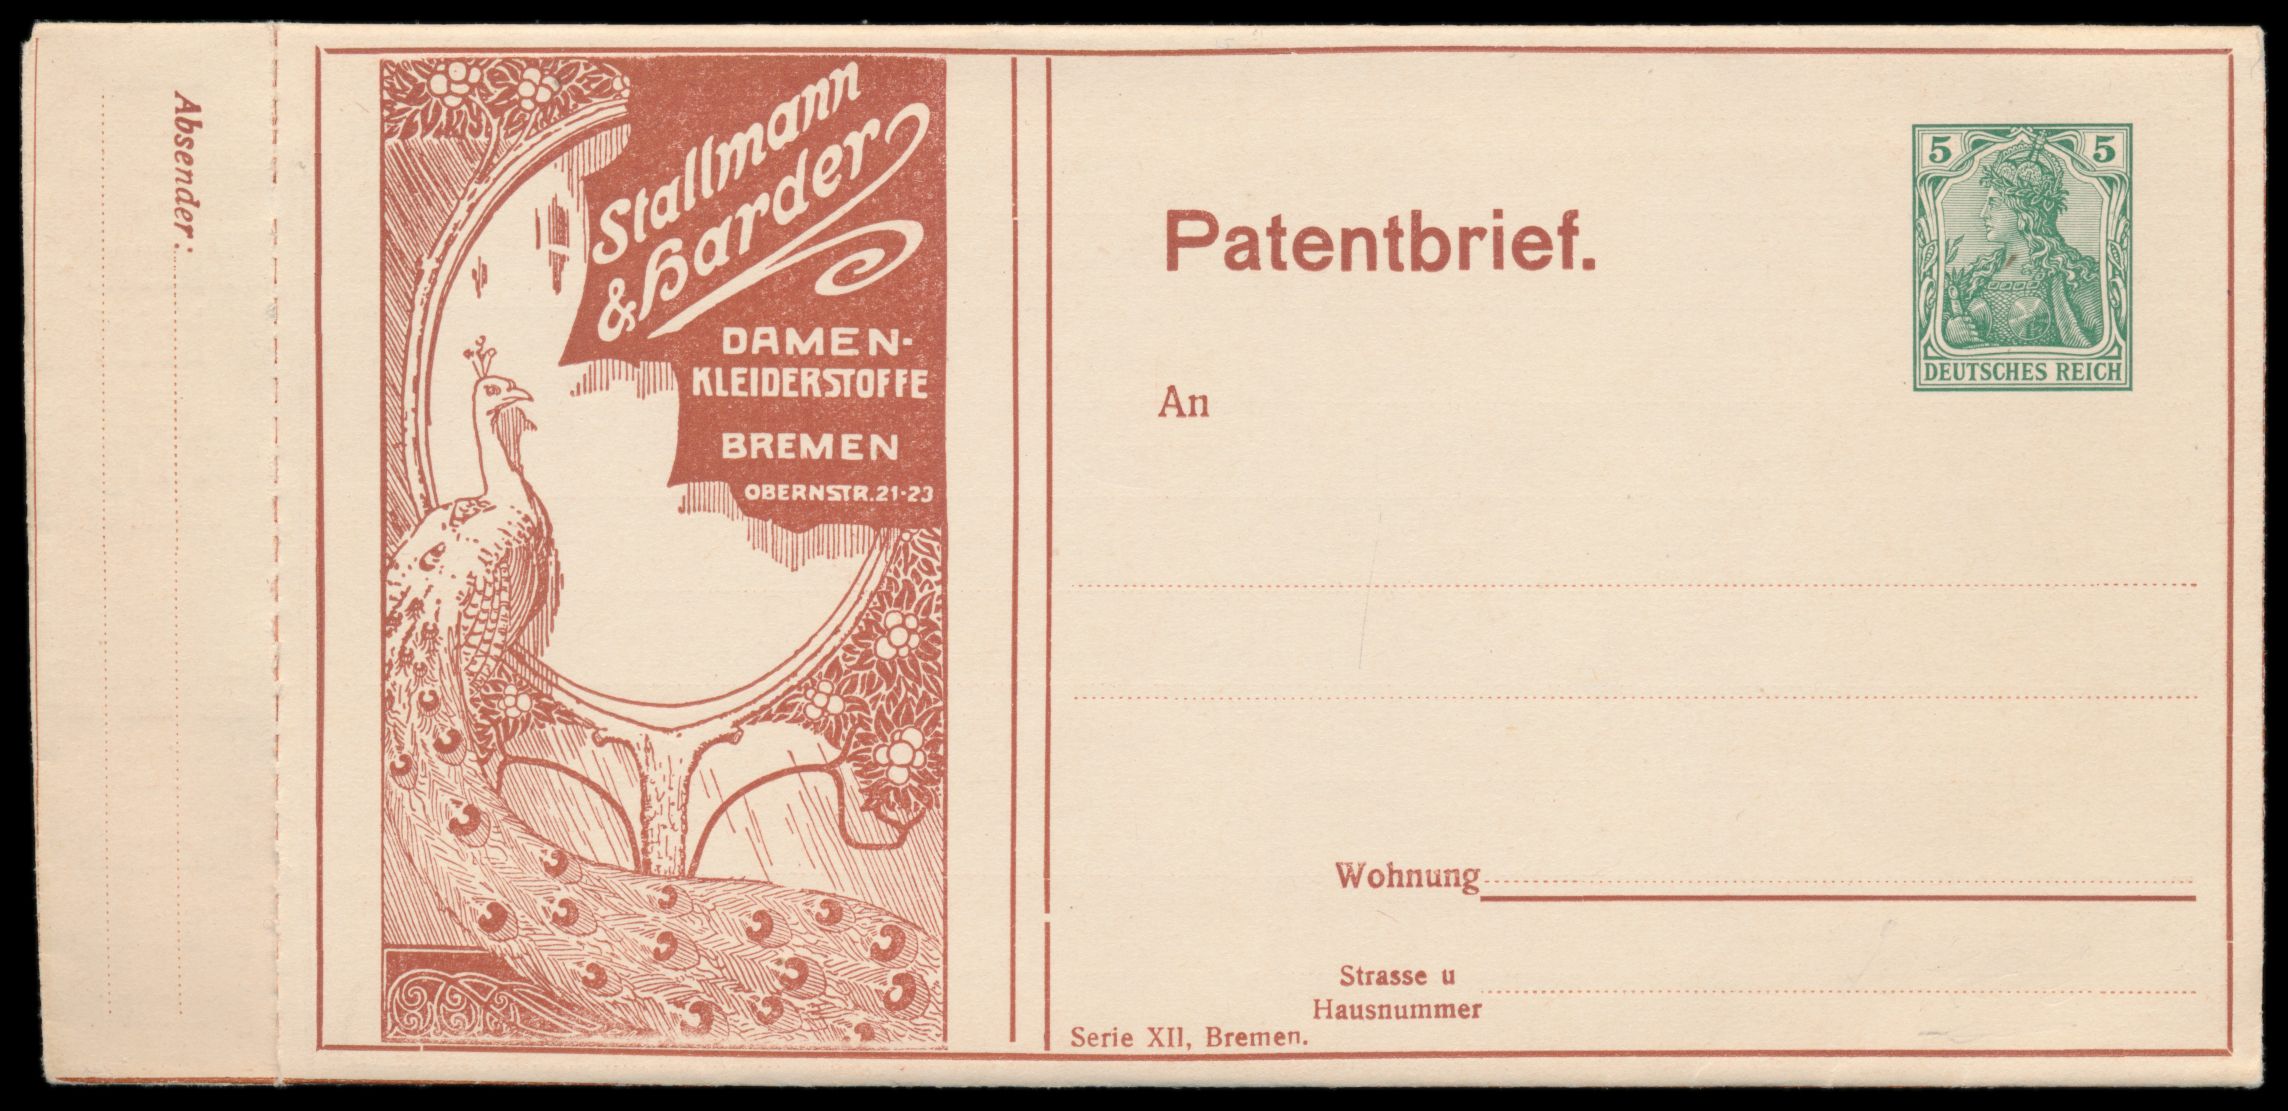 Absender:
Stallmann
& Harder
DAMEN-
KLEIDERSTOFFE
BREMEN
OBERNSTR. 21-23
Patentbrief.
5 5
DEUTSCHES REICH
An
Wohnung
Strasse u
Hausnummer
Serie XII, Bremen.